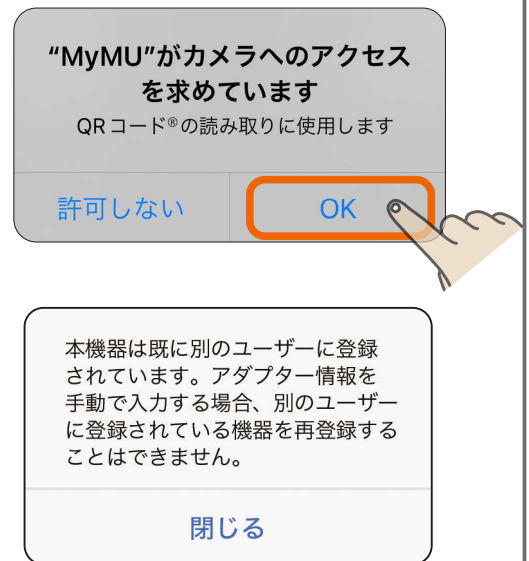 “MyMU”がカメラへのアクセス
を求めています
QRコード®の読み取りに使用します
許可しない
OK
本機器は既に別のユーザーに登録
されています。アダプター情報を
手動で入力する場合、別のユーザー
に登録されている機器を再登録する
ことはできません。
閉じる